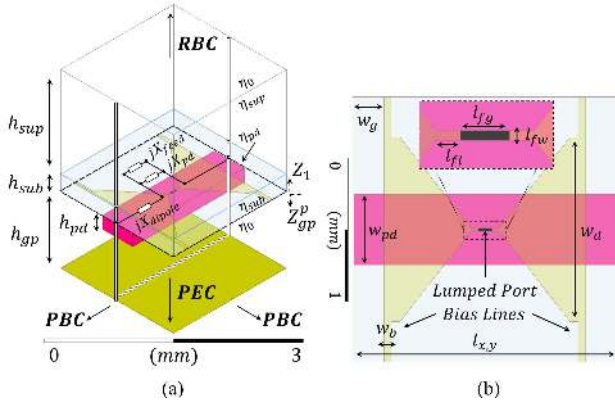 RBC
h_sup
η_0
η_sup
jX_feed
jX_pd
η_pd
h_sub
Z_1
Z_gp^p
η_sub
h_pd
jX_dipole
η_0
h_gp
PEC
PBC
PBC
0 (mm) 3
(a)
w_g
l_fg
l_fw
l_fl
0
(mm)
1
w_pd
w_d
Lumped Port
Bias Lines
w_b
l_x,y
(b)